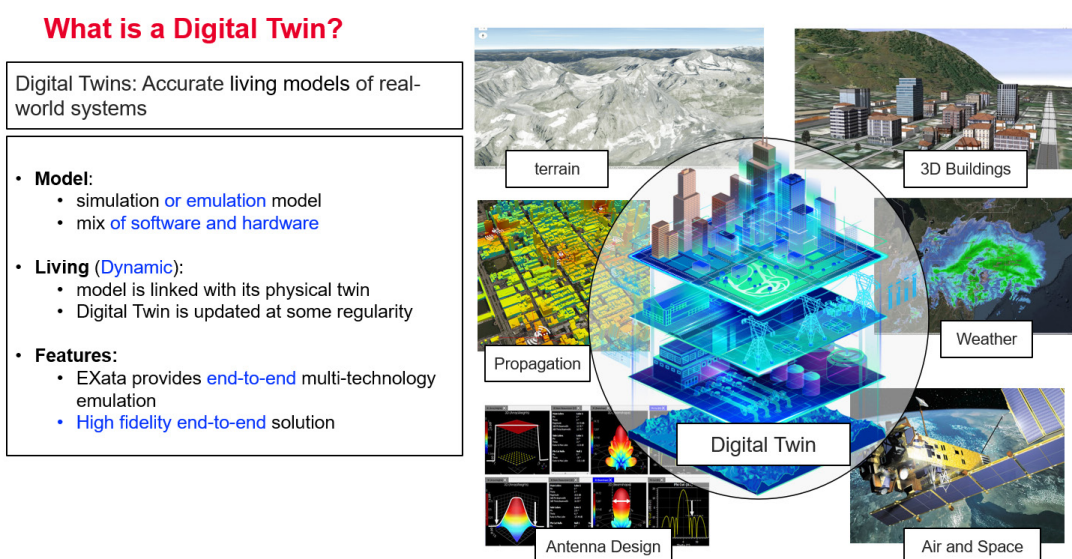 What is a Digital Twin?
Digital Twins: Accurate living models of real-
world systems
• Model:
• simulation or emulation model
• mix of software and hardware
• Living (Dynamic):
• model is linked with its physical twin
• Digital Twin is updated at some regularity
• Features:
• EXata provides end-to-end multi-technology
emulation
• High fidelity end-to-end solution
terrain
3D Buildings
Propagation
Weather
Digital Twin
Antenna Design
Air and Space